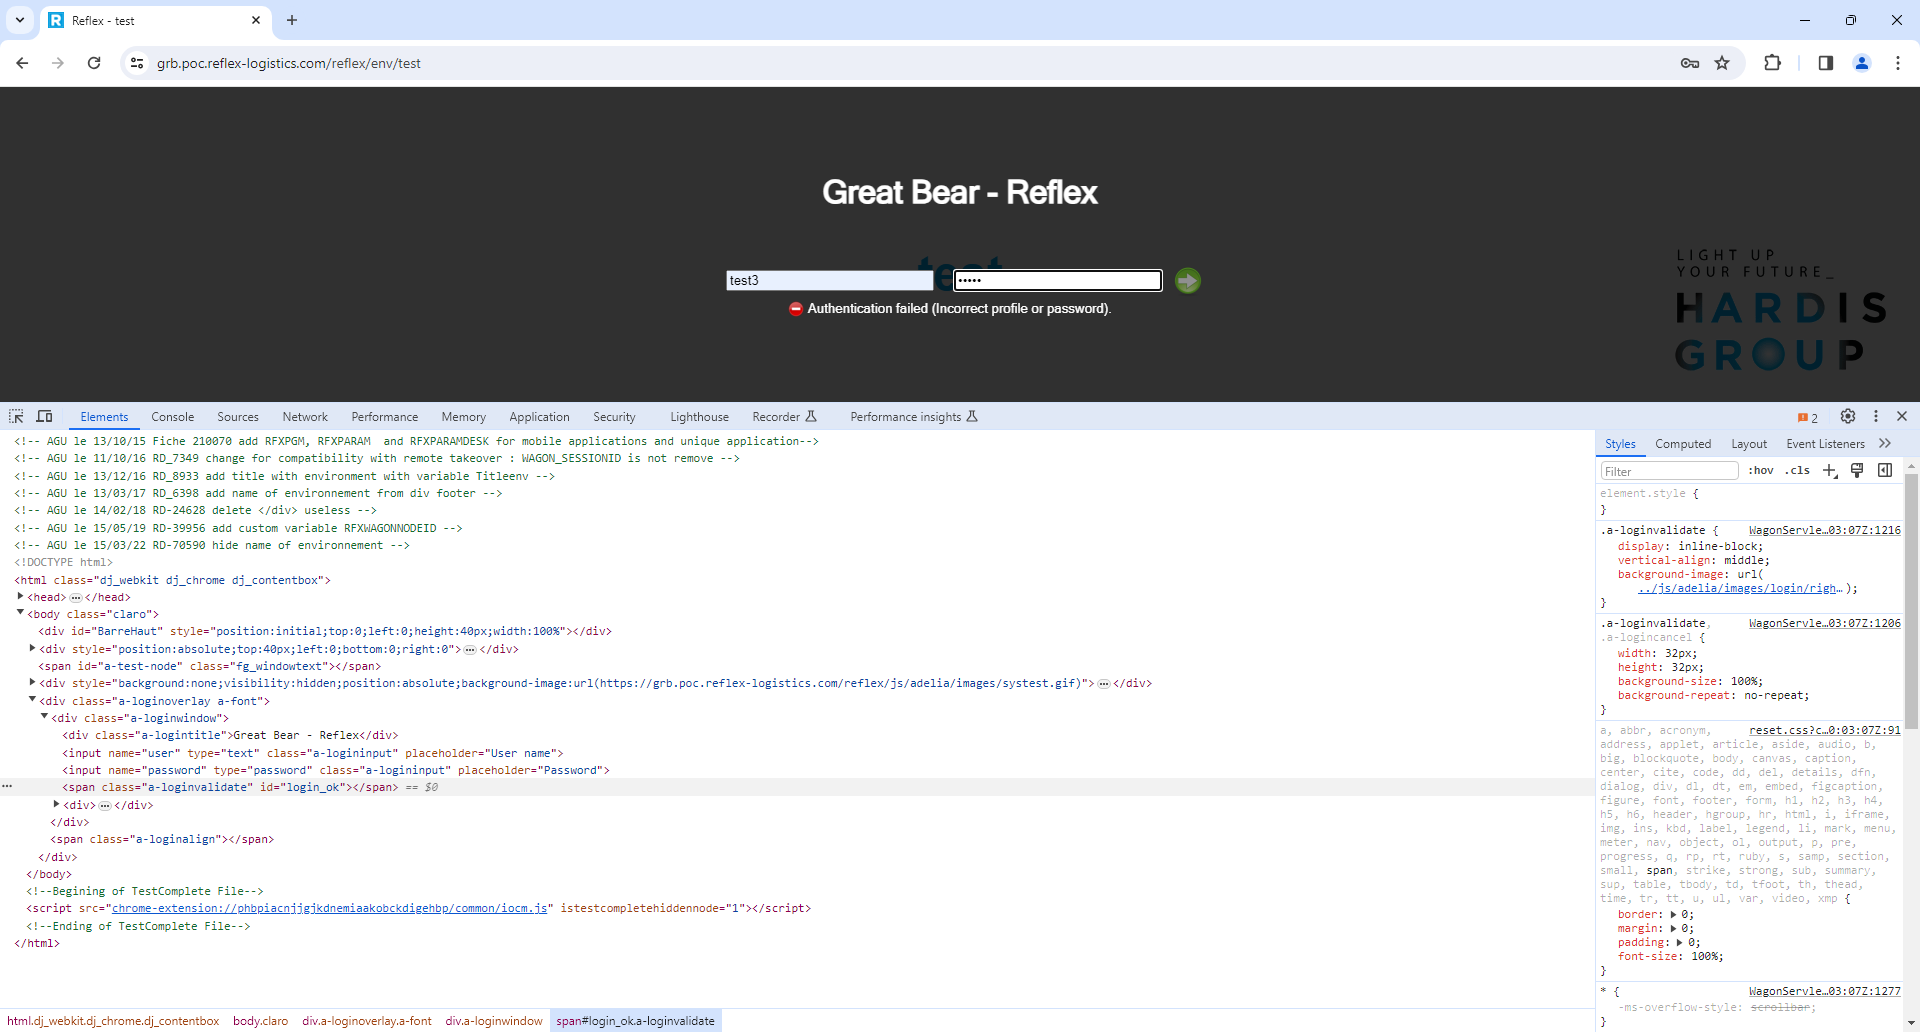 Reflex - test
grb.poc.reflex-logistics.com/reflex/env/test
Great Bear - Reflex
test
test3
•••••
Authentication failed (Incorrect profile or password).
LIGHT UP
YOUR FUTURE_
HARDIS
GROUP
Elements Console Sources Network Performance Memory Application Security Lighthouse Recorder Performance insights 2
<!-- AGU le 13/10/15 Fiche 210070 add RFXPGM, RFXPARAM  and RFXPARAMDESK for mobile applications and unique application-->
<!-- AGU le 11/10/16 RD_7349 change for compatibility with remote takeover : WAGON_SESSIONID is not remove -->
<!-- AGU le 13/12/16 RD_8933 add title with environment with variable Titleenv -->
<!-- AGU le 13/03/17 RD_6398 add name of environnement from div footer -->
<!-- AGU le 14/02/18 RD-24628 delete </div> useless -->
<!-- AGU le 15/05/19 RD-39956 add custom variable RFXWAGONNODEID -->
<!-- AGU le 15/03/22 RD-70590 hide name of environnement -->
<!DOCTYPE html>
<html class="dj_webkit dj_chrome dj_contentbox">
<head>…</head>
<body class="claro">
<div id="BarreHaut" style="position:initial;top:0;left:0;height:40px;width:100%"></div>
<div style="position:absolute;top:40px;left:0;bottom:0;right:0">…</div>
<span id="a-test-node" class="fg_windowtext"></span>
<div style="background:none;visibility:hidden;position:absolute;background-image:url(https://grb.poc.reflex-logistics.com/reflex/js/adelia/images/systest.gif)">…</div>
<div class="a-loginoverlay a-font">
<div class="a-loginwindow">
<div class="a-logintitle">Great Bear - Reflex</div>
<input name="user" type="text" class="a-logininput" placeholder="User name">
<input name="password" type="password" class="a-logininput" placeholder="Password">
<span class="a-loginvalidate" id="login_ok"></span> == $0
<div>…</div>
</div>
<span class="a-loginalign"></span>
</div>
</body>
<!--Begining of TestComplete File-->
<script src="chrome-extension://phbpiacnjjgjkdnemiaakobckdigehbp/common/iocm.js" istestcompletehiddennode="1"></script>
<!--Ending of TestComplete File-->
</html>
html.dj_webkit.dj_chrome.dj_contentbox body.claro div.a-loginoverlay.a-font div.a-loginwindow span#login_ok.a-loginvalidate
Styles Computed Layout Event Listeners
Filter :hov .cls
element.style {
}
.a-loginvalidate { WagonServle…03:07Z:1216
display: inline-block;
vertical-align: middle;
background-image: url(
../js/adelia/images/login/righ…);
}
.a-loginvalidate, WagonServle…03:07Z:1206
.a-logincancel {
width: 32px;
height: 32px;
background-size: 100%;
background-repeat: no-repeat;
}
a, abbr, acronym, reset.css?c…0:03:07Z:91
address, applet, article, aside, audio, b,
big, blockquote, body, canvas, caption,
center, cite, code, dd, del, details, dfn,
dialog, div, dl, dt, em, embed, figcaption,
figure, font, footer, form, h1, h2, h3, h4,
h5, h6, header, hgroup, hr, html, i, iframe,
img, ins, kbd, label, legend, li, mark, menu,
meter, nav, object, ol, output, p, pre,
progress, q, rp, rt, ruby, s, samp, section,
small, span, strike, strong, sub, summary,
sup, table, tbody, td, tfoot, th, thead,
time, tr, tt, u, ul, var, video, xmp {
border: 0;
margin: 0;
padding: 0;
font-size: 100%;
}
* { WagonServle…03:07Z:1277
-ms-overflow-style: scrollbar;
}